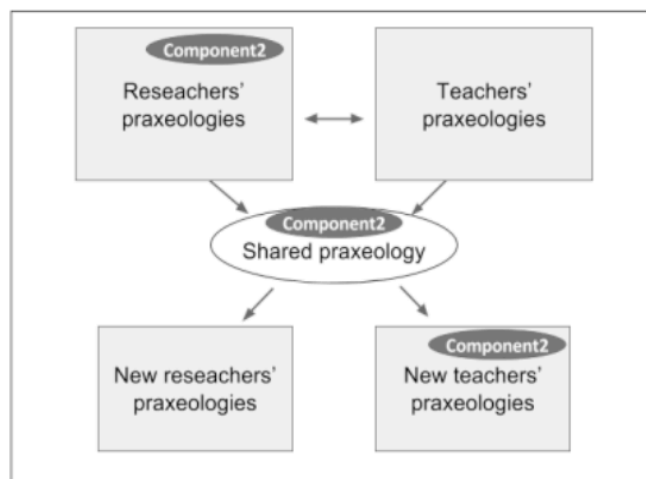 Component2
Reseachers'
praxeologies
Teachers'
praxeologies
Component2
Shared praxeology
New reseachers'
praxeologies
Component2
New teachers'
praxeologies